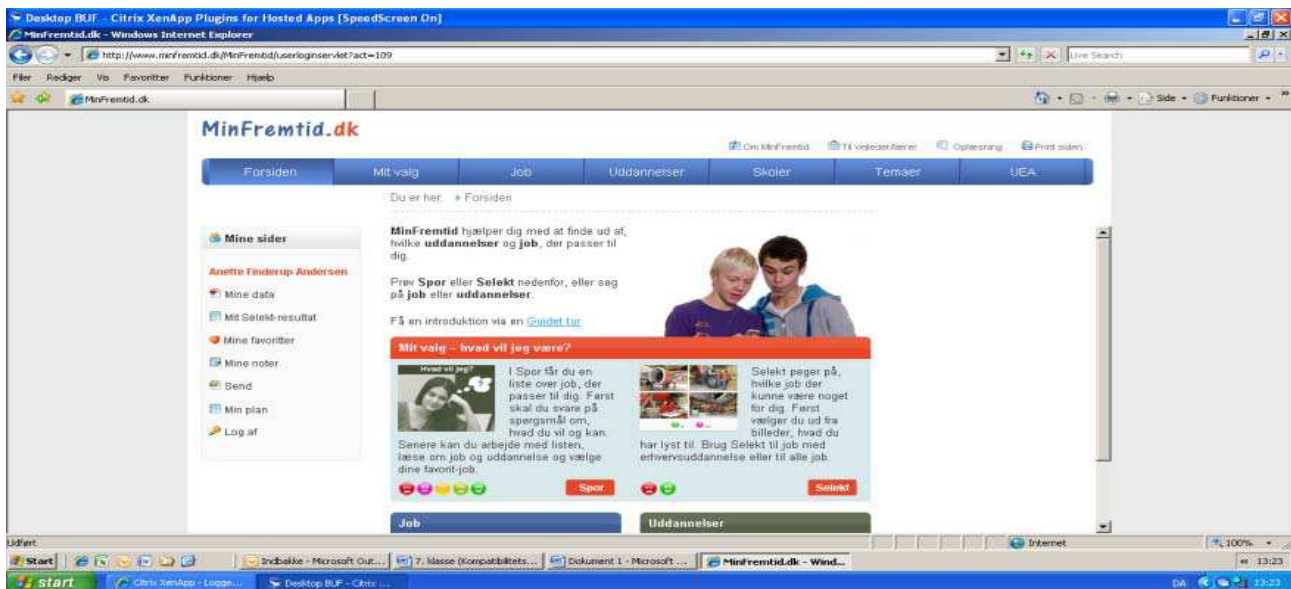 Desktop BUF - Citrix XenApp Plugins for Hosted Apps [SpeedScreen On]
MinFremtid.dk - Windows Internet Explorer
http://www.minfremtid.dk/MinFremtid/userloginservlet?act=109
Live Search
Filer Rediger Vis Favoritter Funktioner Hjælp
MinFremtid.dk
Side Funktioner
MinFremtid.dk
Om MinFremtid Til vejleder/lærer Oplæsning Print siden
Forsiden Mit valg Job Uddannelser Skoler Temaer UEA
Du er her: Forsiden
Mine sider
Anette Finderup Andersen
Mine data
Mit Selekt-resultat
Mine favoritter
Mine noter
Send
Min plan
Log af
MinFremtid hjælper dig med at finde ud af,
hvilke uddannelser og job, der passer til
dig.
Prøv Spor eller Selekt nedenfor, eller søg
på job eller uddannelser.
Få en introduktion via en Guidet tur
Mit valg – hvad vil jeg være?
Hvad vil jeg?
I Spor får du en
liste over job, der
passer til dig. Først
skal du svare på
spørgsmål om,
hvad du vil og kan.
Senere kan du arbejde med listen,
læse om job og uddannelse og vælge
dine favorit-job.
Spor
Selekt peger på,
hvilke job der
kunne være noget
for dig. Først
vælger du ud fra
billeder, hvad du
har lyst til. Brug Selekt til job med
erhvervsuddannelse eller til alle job.
Selekt
Job
Uddannelser
Udført
Internet
100%
Start
Indbakke - Microsoft Out...
7. klasse (Kompatibilitets...
Dokument 1 - Microsoft ...
MinFremtid.dk - Wind...
13:23
start
Citrix XenApp - Logge...
Desktop BUF - Citrix ...
DA
13:23